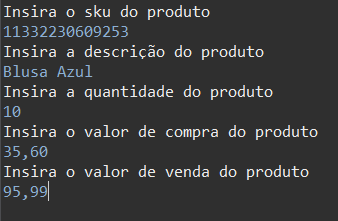 Insira o sku do produto
11332230609253
Insira a descrição do produto
Blusa Azul
Insira a quantidade do produto
10
Insira o valor de compra do produto
35,60
Insira o valor de venda do produto
95,99